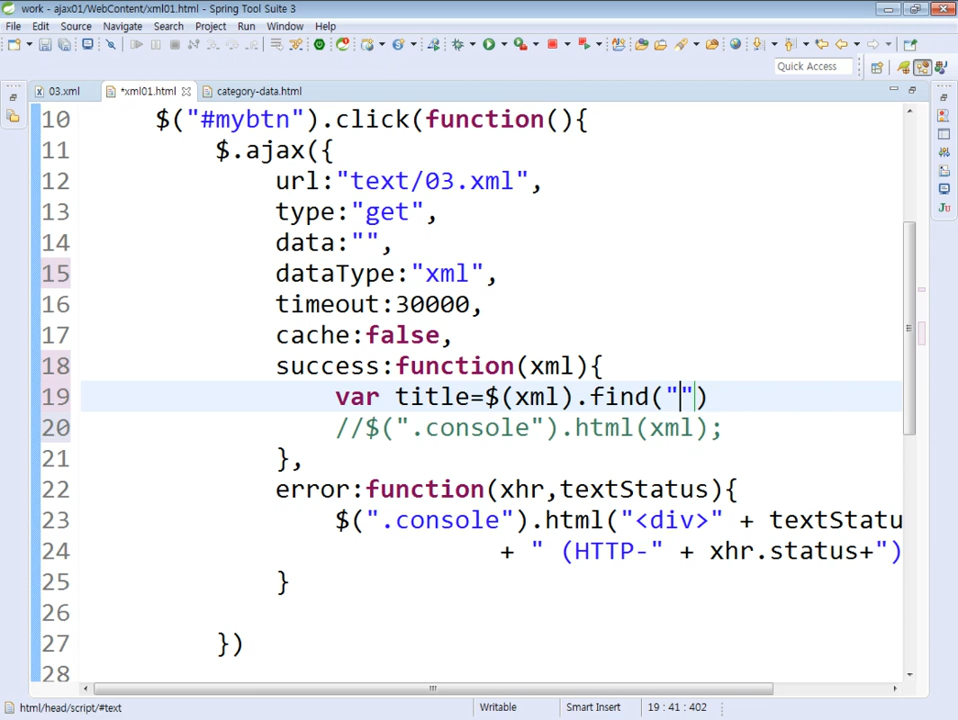 work - ajax01/WebContent/xml01.html - Spring Tool Suite 3
File Edit Source Navigate Search Project Run Window Help
Quick Access
03.xml *xml01.html category-data.html
10 $("#mybtn").click(function(){
11 $.ajax({
12 url:"text/03.xml",
13 type:"get",
14 data:"",
15 dataType:"xml",
16 timeout:30000,
17 cache:false,
18 success:function(xml){
19 var title=$(xml).find("")
20 //$(".console").html(xml);
21 },
22 error:function(xhr,textStatus){
23 $(".console").html("<div>" + textStatu
24 + " (HTTP-" + xhr.status+")
25 }
26
27 })
28
html/head/script/#text Writable Smart Insert 19 : 41 : 402